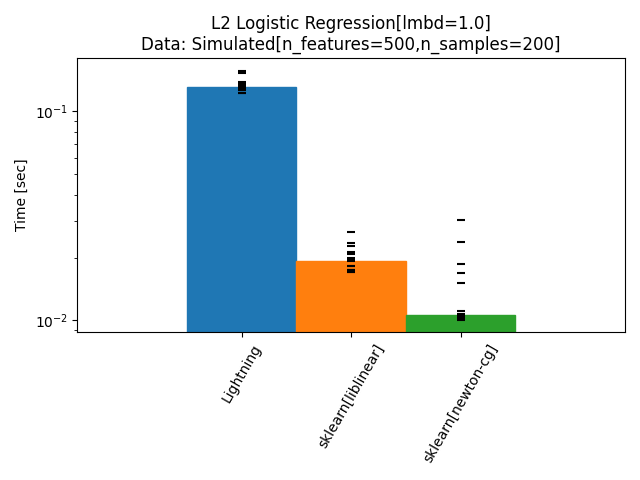 L2 Logistic Regression[lmbd=1.0]
Data: Simulated[n_features=500,n_samples=200]
Time [sec]
10⁻¹
10⁻²
Lightning
sklearn[liblinear]
sklearn[newton-cg]